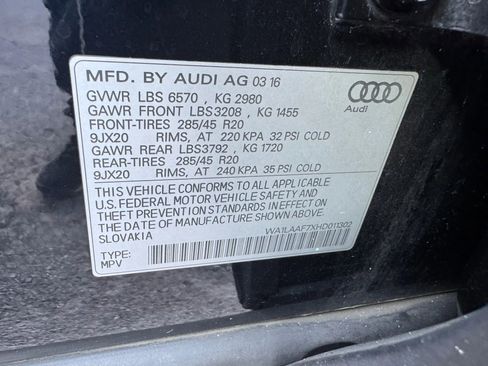 MFD. BY AUDI AG 03 16
GVWR LBS 6570 , KG 2980
GAWR FRONT LBS3208 , KG 1455
FRONT-TIRES 285/45 R20
9JX20 RIMS, AT 220 KPA 32 PSI COLD
GAWR REAR LBS3792 , KG 1720
REAR-TIRES 285/45 R20
9JX20 RIMS, AT 240 KPA 35 PSI COLD
THIS VEHICLE CONFORMS TO ALL APPLICABLE
U.S. FEDERAL MOTOR VEHICLE SAFETY AND
THEFT PREVENTION STANDARDS IN EFFECT ON
THE DATE OF MANUFACTURE SHOWN ABOVE.
SLOVAKIA
WA1LAAF7XHD011302
TYPE:
MPV
Audi